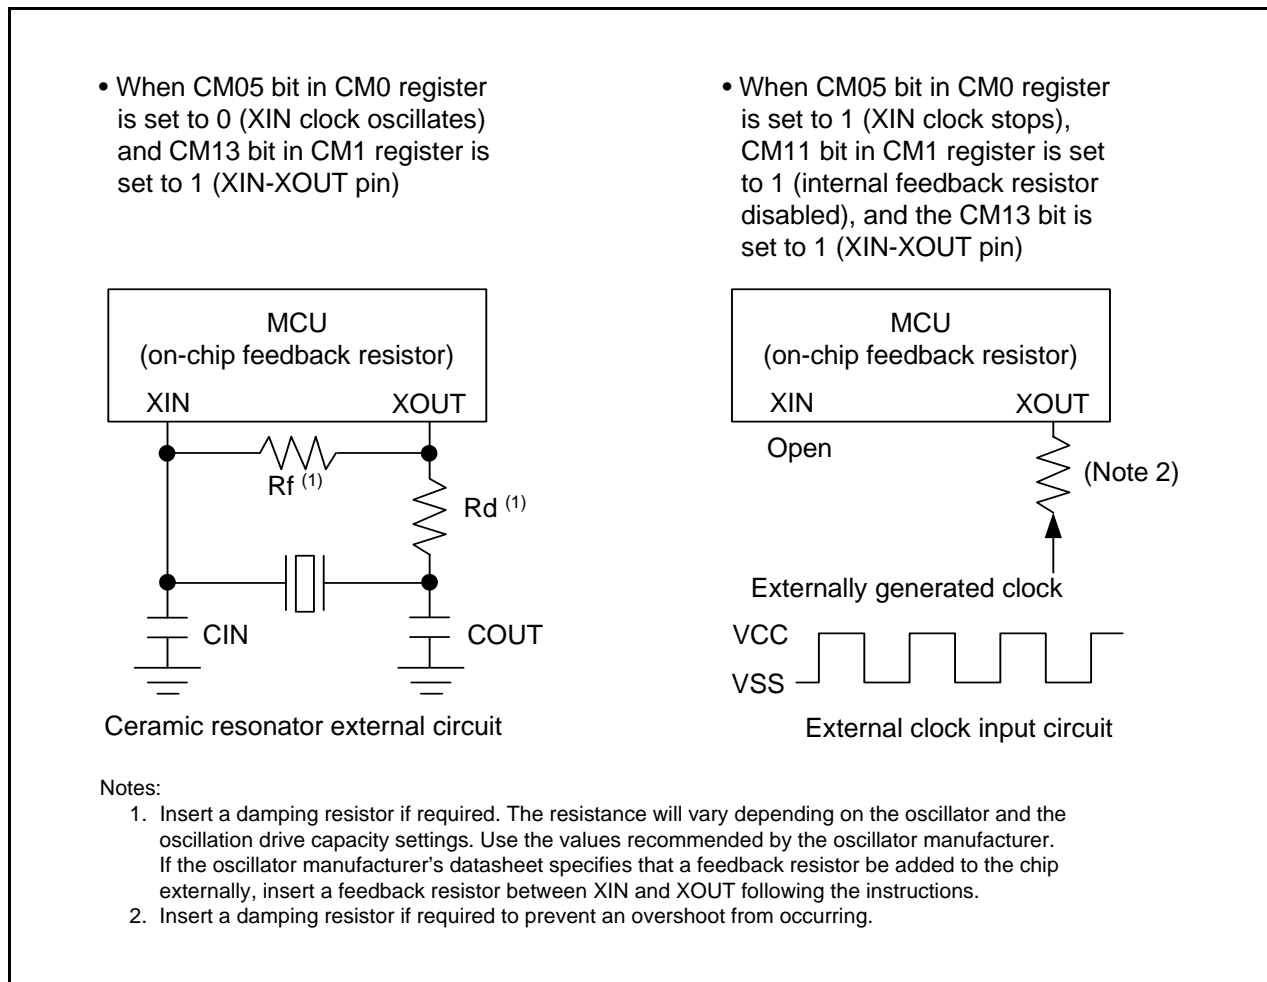 • When CM05 bit in CM0 register
is set to 0 (XIN clock oscillates)
and CM13 bit in CM1 register is
set to 1 (XIN-XOUT pin)
MCU
(on-chip feedback resistor)
XIN
XOUT
Rf (1)
Rd (1)
CIN
COUT
Ceramic resonator external circuit
• When CM05 bit in CM0 register
is set to 1 (XIN clock stops),
CM11 bit in CM1 register is set
to 1 (internal feedback resistor
disabled), and the CM13 bit is
set to 1 (XIN-XOUT pin)
MCU
(on-chip feedback resistor)
XIN
XOUT
Open
(Note 2)
Externally generated clock
VCC
VSS
External clock input circuit
Notes:
1. Insert a damping resistor if required. The resistance will vary depending on the oscillator and the
oscillation drive capacity settings. Use the values recommended by the oscillator manufacturer.
If the oscillator manufacturer’s datasheet specifies that a feedback resistor be added to the chip
externally, insert a feedback resistor between XIN and XOUT following the instructions.
2. Insert a damping resistor if required to prevent an overshoot from occurring.